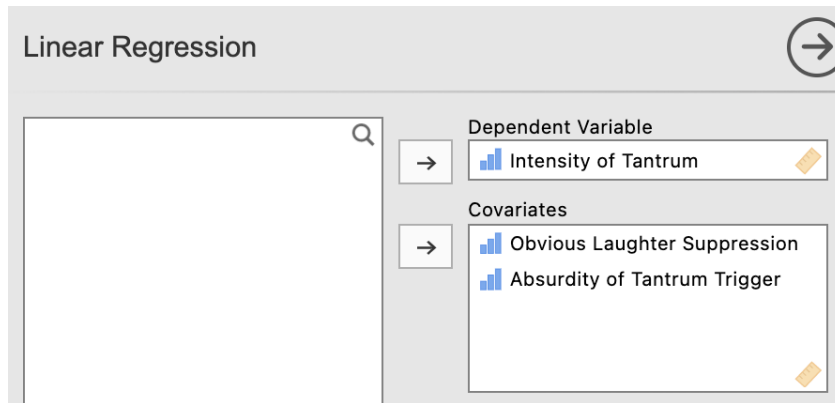 Linear Regression
Dependent Variable
Intensity of Tantrum
Covariates
Obvious Laughter Suppression
Absurdity of Tantrum Trigger